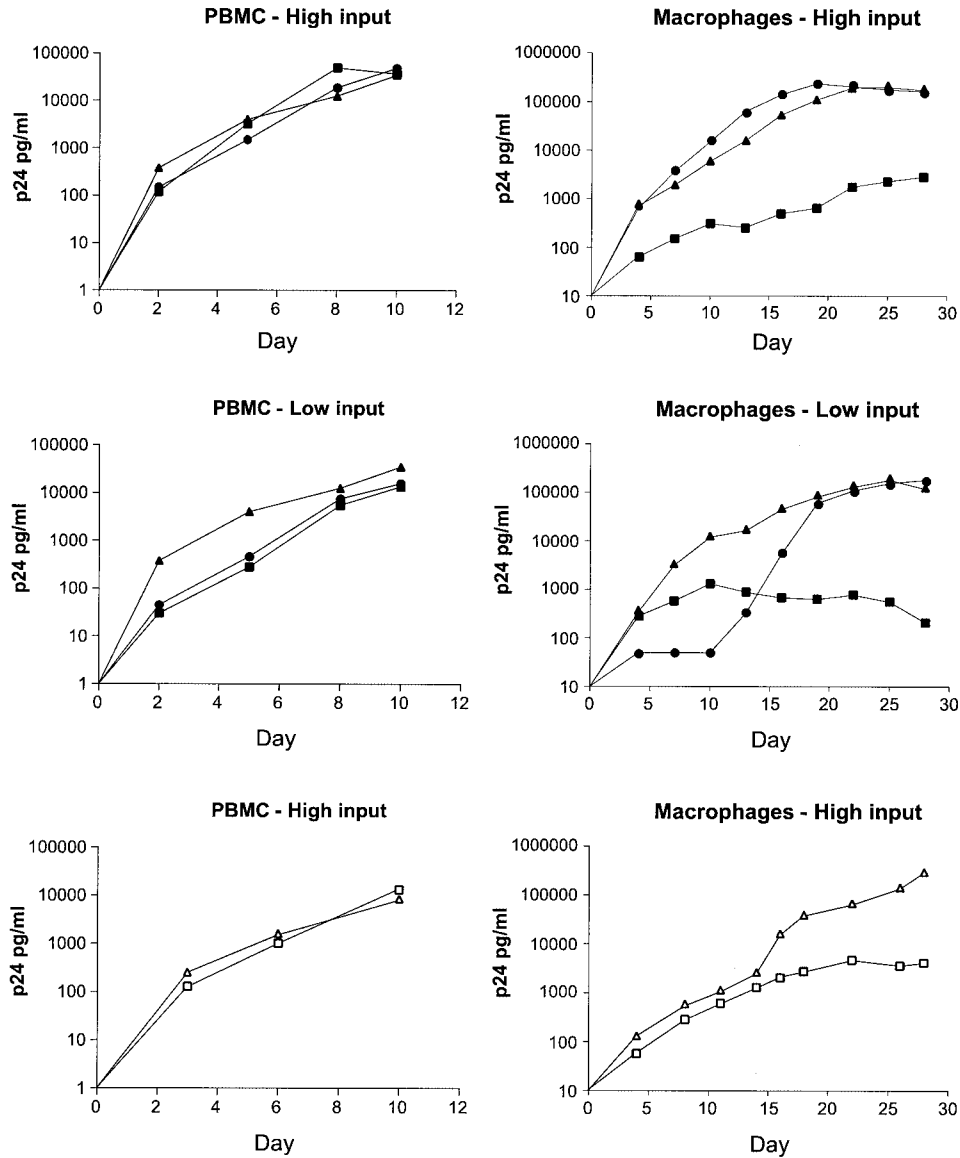 PBMC - High input
p24 pg/ml
100000
10000
1000
100
10
1
0 2 4 6 8 10 12
Day
Macrophages - High input
p24 pg/ml
1000000
100000
10000
1000
100
10
0 5 10 15 20 25 30
Day
PBMC - Low input
p24 pg/ml
100000
10000
1000
100
10
1
0 2 4 6 8 10 12
Day
Macrophages - Low input
p24 pg/ml
1000000
100000
10000
1000
100
10
0 5 10 15 20 25 30
Day
PBMC - High input
p24 pg/ml
100000
10000
1000
100
10
1
0 2 4 6 8 10 12
Day
Macrophages - High input
p24 pg/ml
1000000
100000
10000
1000
100
10
0 5 10 15 20 25 30
Day